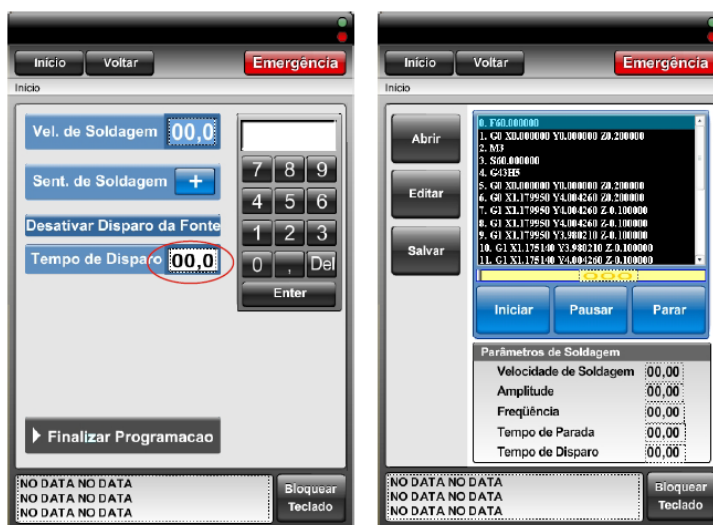 Início Voltar Emergência
Início
Vel. de Soldagem 00,0
Sent. de Soldagem +
Desativar Disparo da Fonte
Tempo de Disparo 00,0
7 8 9
4 5 6
1 2 3
0 , Del
Enter
Finalizar Programacao
NO DATA NO DATA
NO DATA NO DATA
NO DATA NO DATA
Bloquear
Teclado
Início Voltar Emergência
Início
Abrir
Editar
Salvar
0. F60.000000
1. G0 X0.000000 Y0.000000 Z0.200000
2. M3
3. S60.000000
4. G43H5
5. G0 X0.000000 Y4.000000 Z0.200000
6. G0 X1.179950 Y4.004260 Z0.200000
7. G1 X1.179950 Y4.004260 Z-0.100000
8. G1 X1.179950 Y4.004260 Z-0.100000
9. G1 X1.179950 Y3.980210 Z-0.100000
10. G1 X1.175140 Y3.980210 Z-0.100000
11. G1 X1.175140 Y4.004260 Z-0.100000
Iniciar Pausar Parar
Parâmetros de Soldagem
Velocidade de Soldagem 00,00
Amplitude 00,00
Freqüência 00,00
Tempo de Parada 00,00
Tempo de Disparo 00,00
NO DATA NO DATA
NO DATA NO DATA
NO DATA NO DATA
Bloquear
Teclado